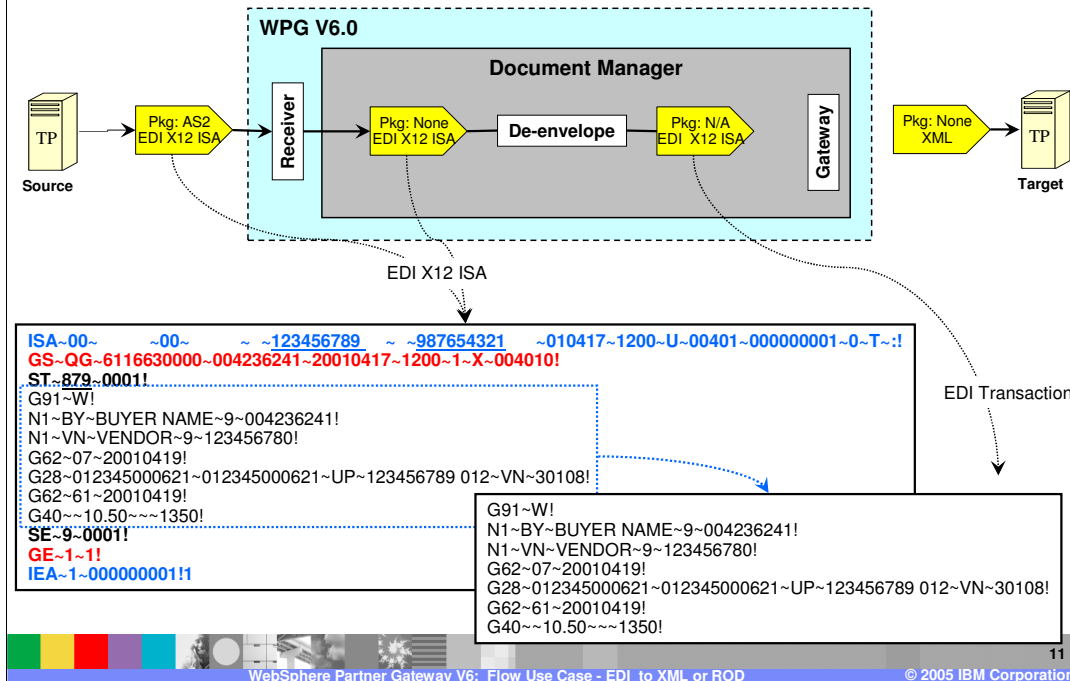 WPG V6.0
Document Manager
TP
Source
Pkg: AS2
EDI X12 ISA
Receiver
Pkg: None
EDI X12 ISA
De-envelope
Pkg: N/A
EDI X12 ISA
Gateway
Pkg: None
XML
TP
Target
EDI X12 ISA
EDI Transaction
ISA~00~ ~00~ ~ ~123456789 ~ ~987654321 ~010417~1200~U~00401~000000001~0~T~:!
GS~QG~6116630000~004236241~20010417~1200~1~X~004010!
ST~879~0001!
G91~W!
N1~BY~BUYER NAME~9~004236241!
N1~VN~VENDOR~9~123456780!
G62~07~20010419!
G28~012345000621~012345000621~UP~123456789 012~VN~30108!
G62~61~20010419!
G40~~10.50~~~1350!
SE~9~0001!
GE~1~1!
IEA~1~000000001!1
G91~W!
N1~BY~BUYER NAME~9~004236241!
N1~VN~VENDOR~9~123456780!
G62~07~20010419!
G28~012345000621~012345000621~UP~123456789 012~VN~30108!
G62~61~20010419!
G40~~10.50~~~1350!
11
WebSphere Partner Gateway V6: Flow Use Case - EDI to XML or ROD
© 2005 IBM Corporation